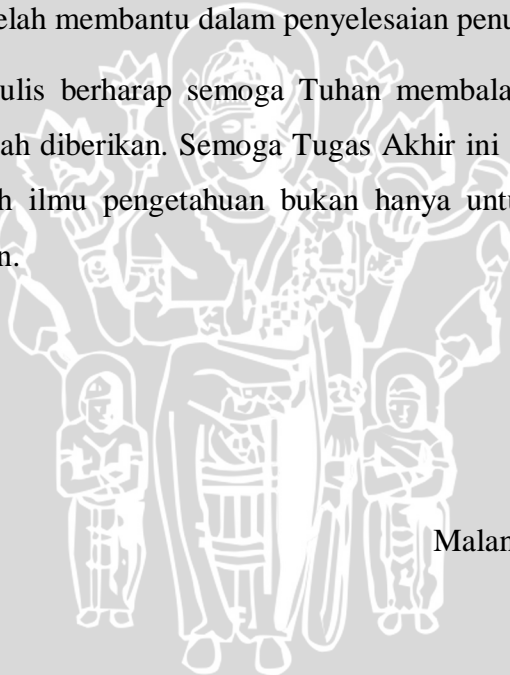 elah membantu dalam penyelesaian penu
ulis berharap semoga Tuhan membala
ah diberikan. Semoga Tugas Akhir ini
h ilmu pengetahuan bukan hanya untu
n.
Malan